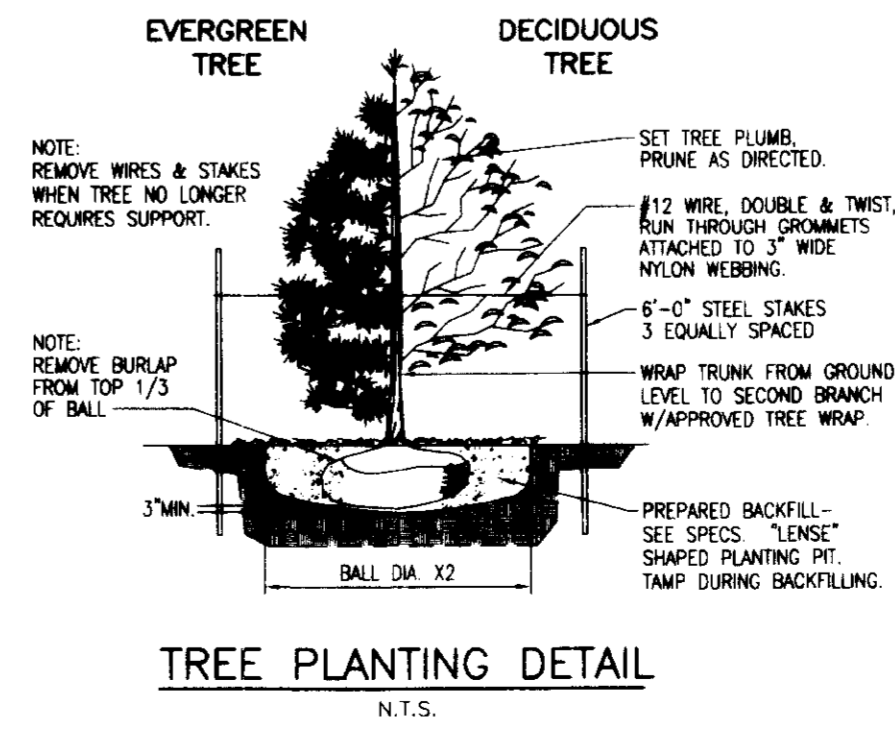 EVERGREEN
TREE
DECIDUOUS
TREE
NOTE:
REMOVE WIRES & STAKES
WHEN TREE NO LONGER
REQUIRES SUPPORT.
SET TREE PLUMB,
PRUNE AS DIRECTED.
#12 WIRE, DOUBLE & TWIST,
RUN THROUGH GROMMETS
ATTACHED TO 3" WIDE
NYLON WEBBING.
6'-0" STEEL STAKES
3 EQUALLY SPACED
NOTE:
REMOVE BURLAP
FROM TOP 1/3
OF BALL
WRAP TRUNK FROM GROUND
LEVEL TO SECOND BRANCH
W/APPROVED TREE WRAP.
3"MIN.
PREPARED BACKFILL-
SEE SPECS. "LENSE"
SHAPED PLANTING PIT.
TAMP DURING BACKFILLING.
BALL DIA. X2
TREE PLANTING DETAIL
N.T.S.